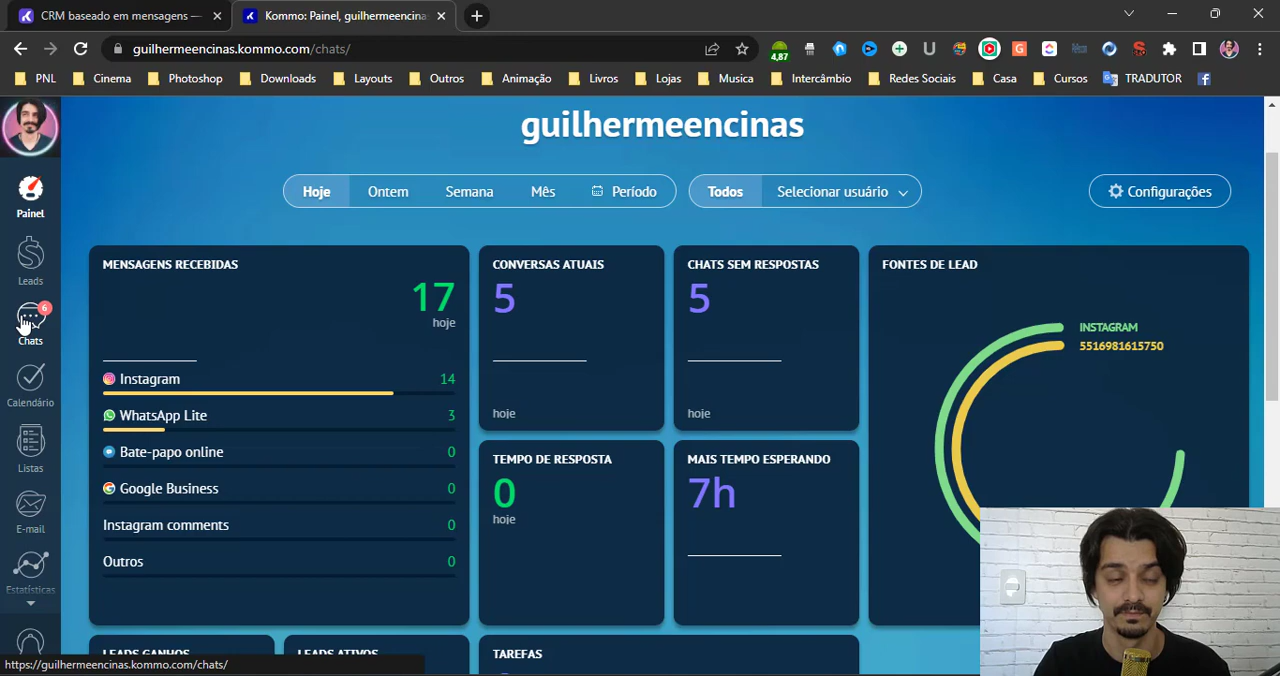 CRM baseado em mensagens —
Kommo: Painel, guilhermeencinas
guilhermeencinas.kommo.com/chats/
4,87
PNL
Cinema
Photoshop
Downloads
Layouts
Outros
Animação
Livros
Lojas
Musica
Intercâmbio
Redes Sociais
Casa
Cursos
TRADUTOR
guilhermeencinas
Hoje
Ontem
Semana
Mês
Período
Todos
Selecionar usuário
Configurações
Painel
Leads
6
Chats
Calendário
Listas
E-mail
Estatísticas
MENSAGENS RECEBIDAS
17
hoje
Instagram 14
WhatsApp Lite 3
Bate-papo online 0
Google Business 0
Instagram comments 0
Outros 0
CONVERSAS ATUAIS
5
hoje
CHATS SEM RESPOSTAS
5
hoje
FONTES DE LEAD
INSTAGRAM
5516981615750
TEMPO DE RESPOSTA
0
hoje
MAIS TEMPO ESPERANDO
7h
LEADS GANHOS
LEADS ATIVOS
TAREFAS
https://guilhermeencinas.kommo.com/chats/